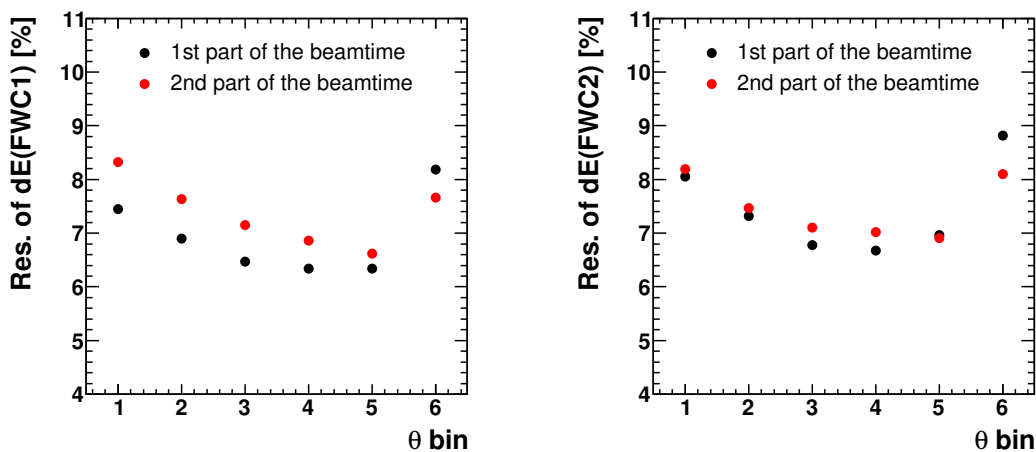 Res. of dE(FWC1) [%]
11
10
9
8
7
6
5
4
1st part of the beamtime
2nd part of the beamtime
1 2 3 4 5 6
θ bin
Res. of dE(FWC2) [%]
11
10
9
8
7
6
5
4
1st part of the beamtime
2nd part of the beamtime
1 2 3 4 5 6
θ bin